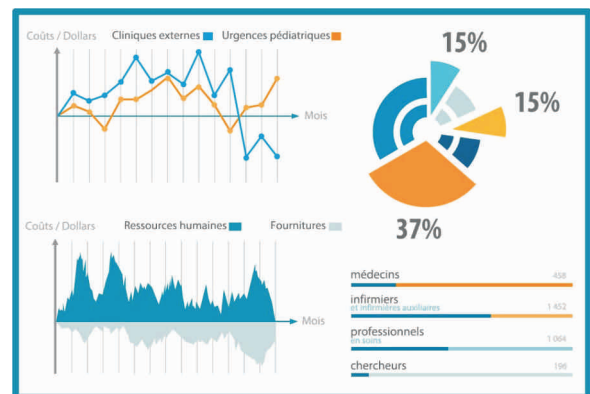 Coûts / Dollars Cliniques externes Urgences pédiatriques
Mois
Coûts / Dollars Ressources humaines Fournitures
Mois
15%
15%
37%
médecins 458
infirmiers 1 452
et infirmières auxiliaires
professionnels 1 064
en soins
chercheurs 196